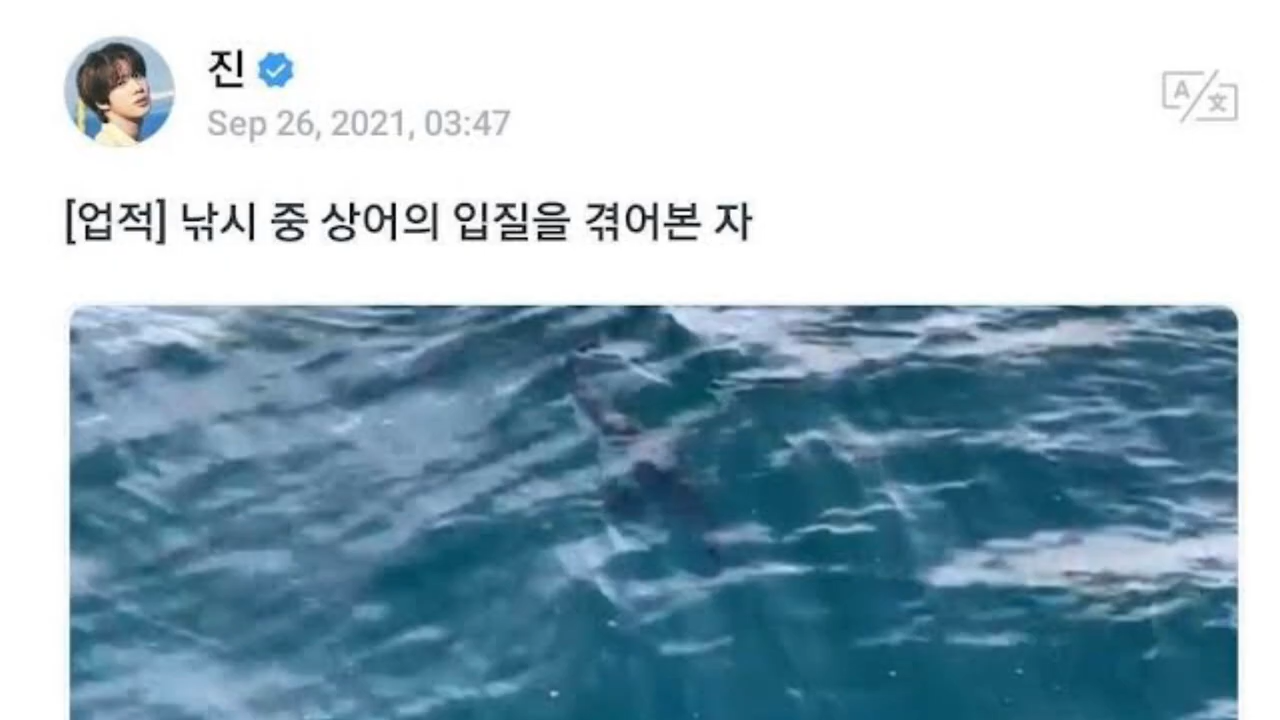 진
Sep 26, 2021, 03:47
[업적] 낚시 중 상어의 입질을 겪어본 자
A 文